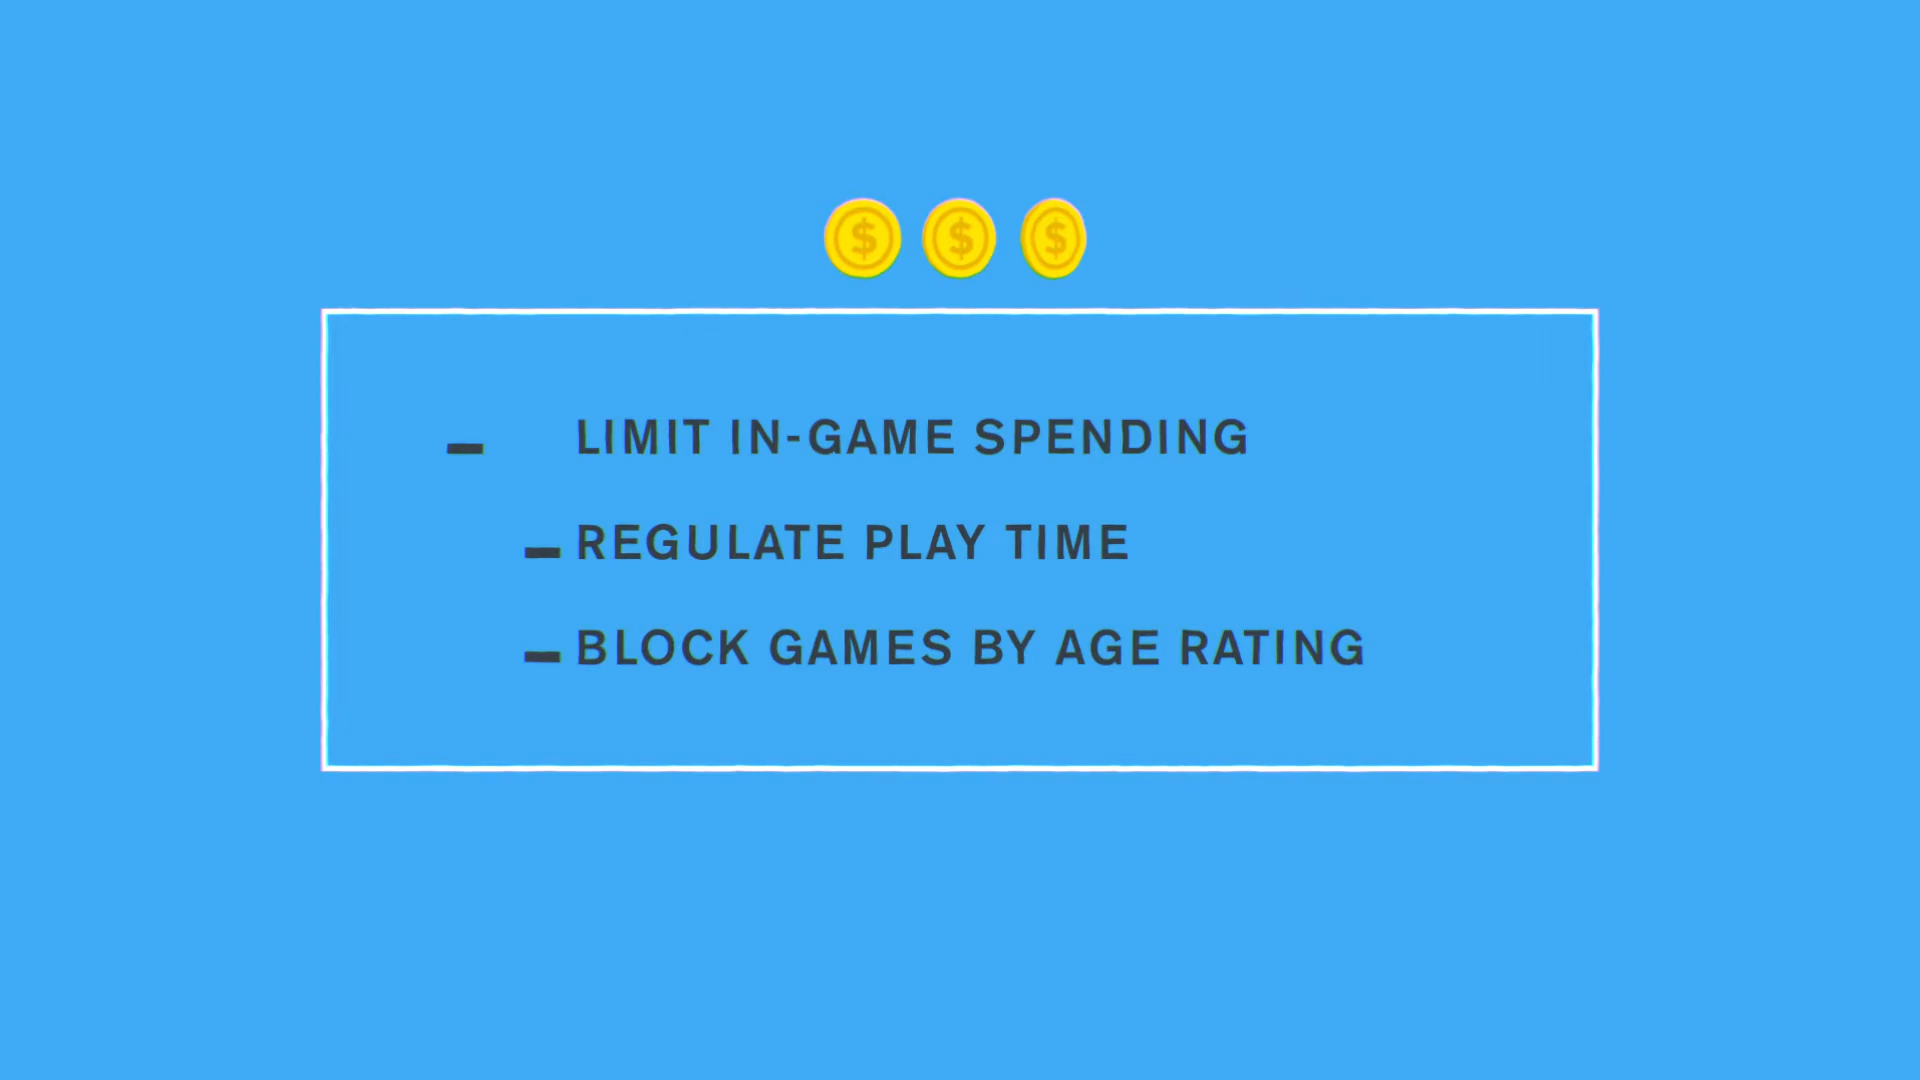 $ $ $
- LIMIT IN-GAME SPENDING
- REGULATE PLAY TIME
- BLOCK GAMES BY AGE RATING